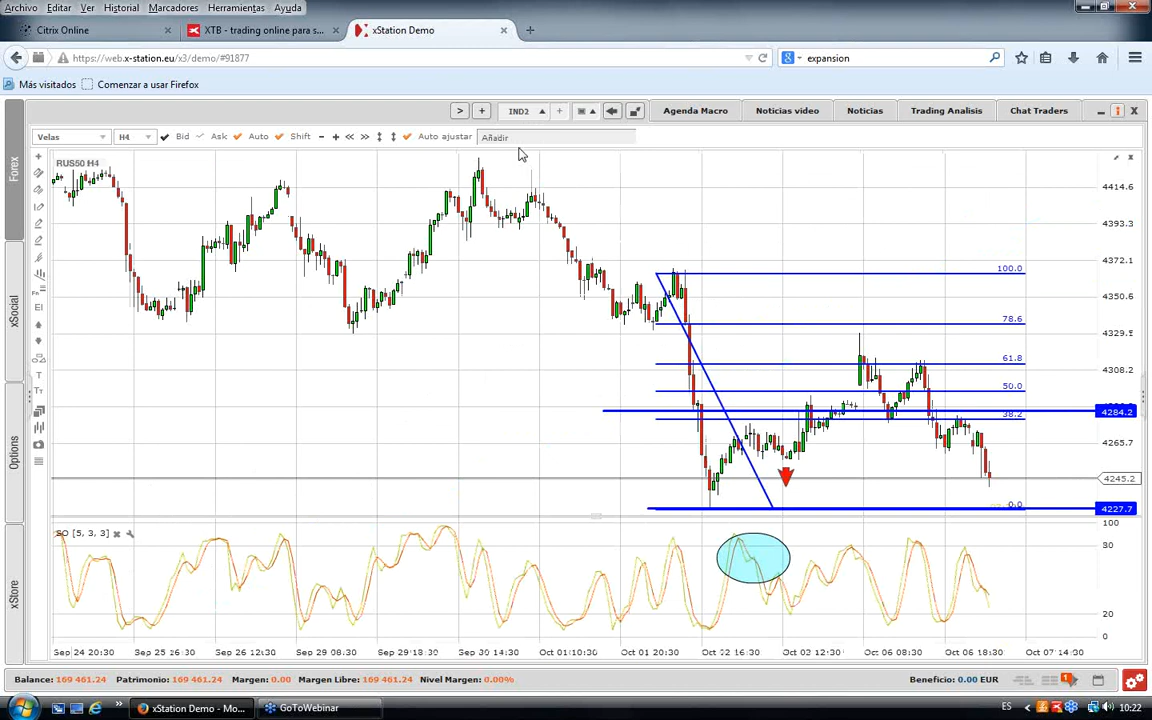 Archivo Editar Ver Historial Marcadores Herramientas Ayuda
Citrix Online
XTB - trading online para s...
xStation Demo
https://web.x-station.eu/x3/demo/#91877
expansion
Más visitados
Comenzar a usar Firefox
IND2
Agenda Macro
Noticias video
Noticias
Trading Analysis
Chat Traders
Velas
H4
Bid
Ask
Auto
Shift
Auto ajustar
Añadir
Forex
xSocial
Options
xStore
RUS50 H4
4414.6
4393.3
4372.1
4350.6
4329.5
4308.2
4284.2
4265.7
4245.2
4227.7
100.0
78.6
61.8
50.0
38.2
0.0
SO [5, 3, 3]
100
80
20
0
Sep 24 20:30
Sep 25 16:30
Sep 26 12:30
Sep 29 08:30
Sep 29 18:30
Sep 30 14:30
Oct 01 10:30
Oct 01 20:30
Oct 02 16:30
Oct 02 12:30
Oct 06 08:30
Oct 06 18:30
Oct 07 14:30
Balance: 169 461.24
Patrimonio: 169 461.24
Margen: 0.00
Margen Libre: 169 461.24
Nivel Margen: 0.00%
Beneficio: 0.00 EUR
1
xStation Demo - Mo...
GoToWebinar
ES
10:22